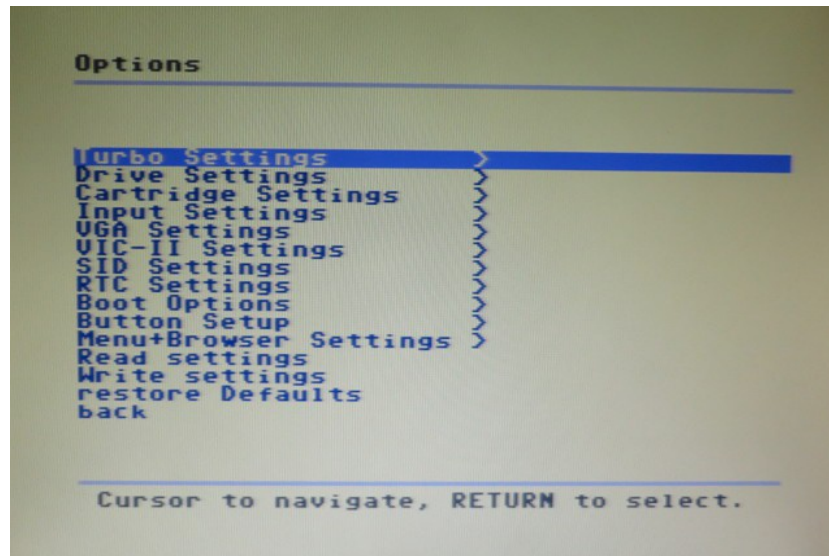 Options
Turbo Settings >
Drive Settings >
Cartridge Settings >
Input Settings >
VGA Settings >
VIC-II Settings >
SID Settings >
RTC Settings >
Boot Options >
Button Setup >
Menu+Browser Settings >
Read settings
Write settings
restore Defaults
back
Cursor to navigate, RETURN to select.